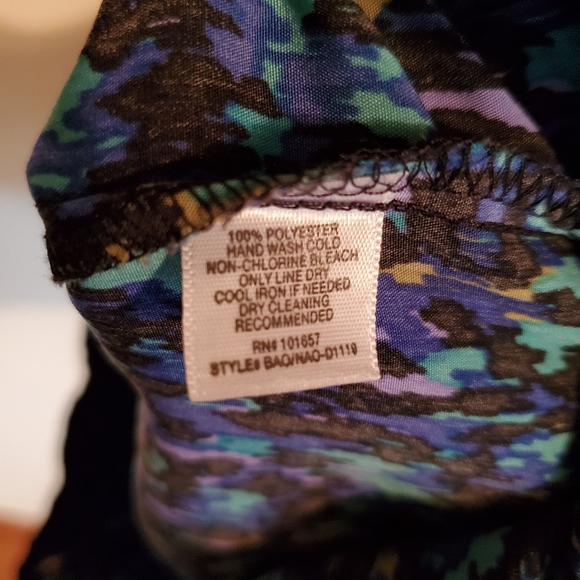 100% POLYESTER
HAND WASH COLD
NON-CHLORINE BLEACH
ONLY LINE DRY
COOL IRON IF NEEDED
DRY CLEANING
RECOMMENDED
RN# 101657
STYLE# BAO/NAO-D1119